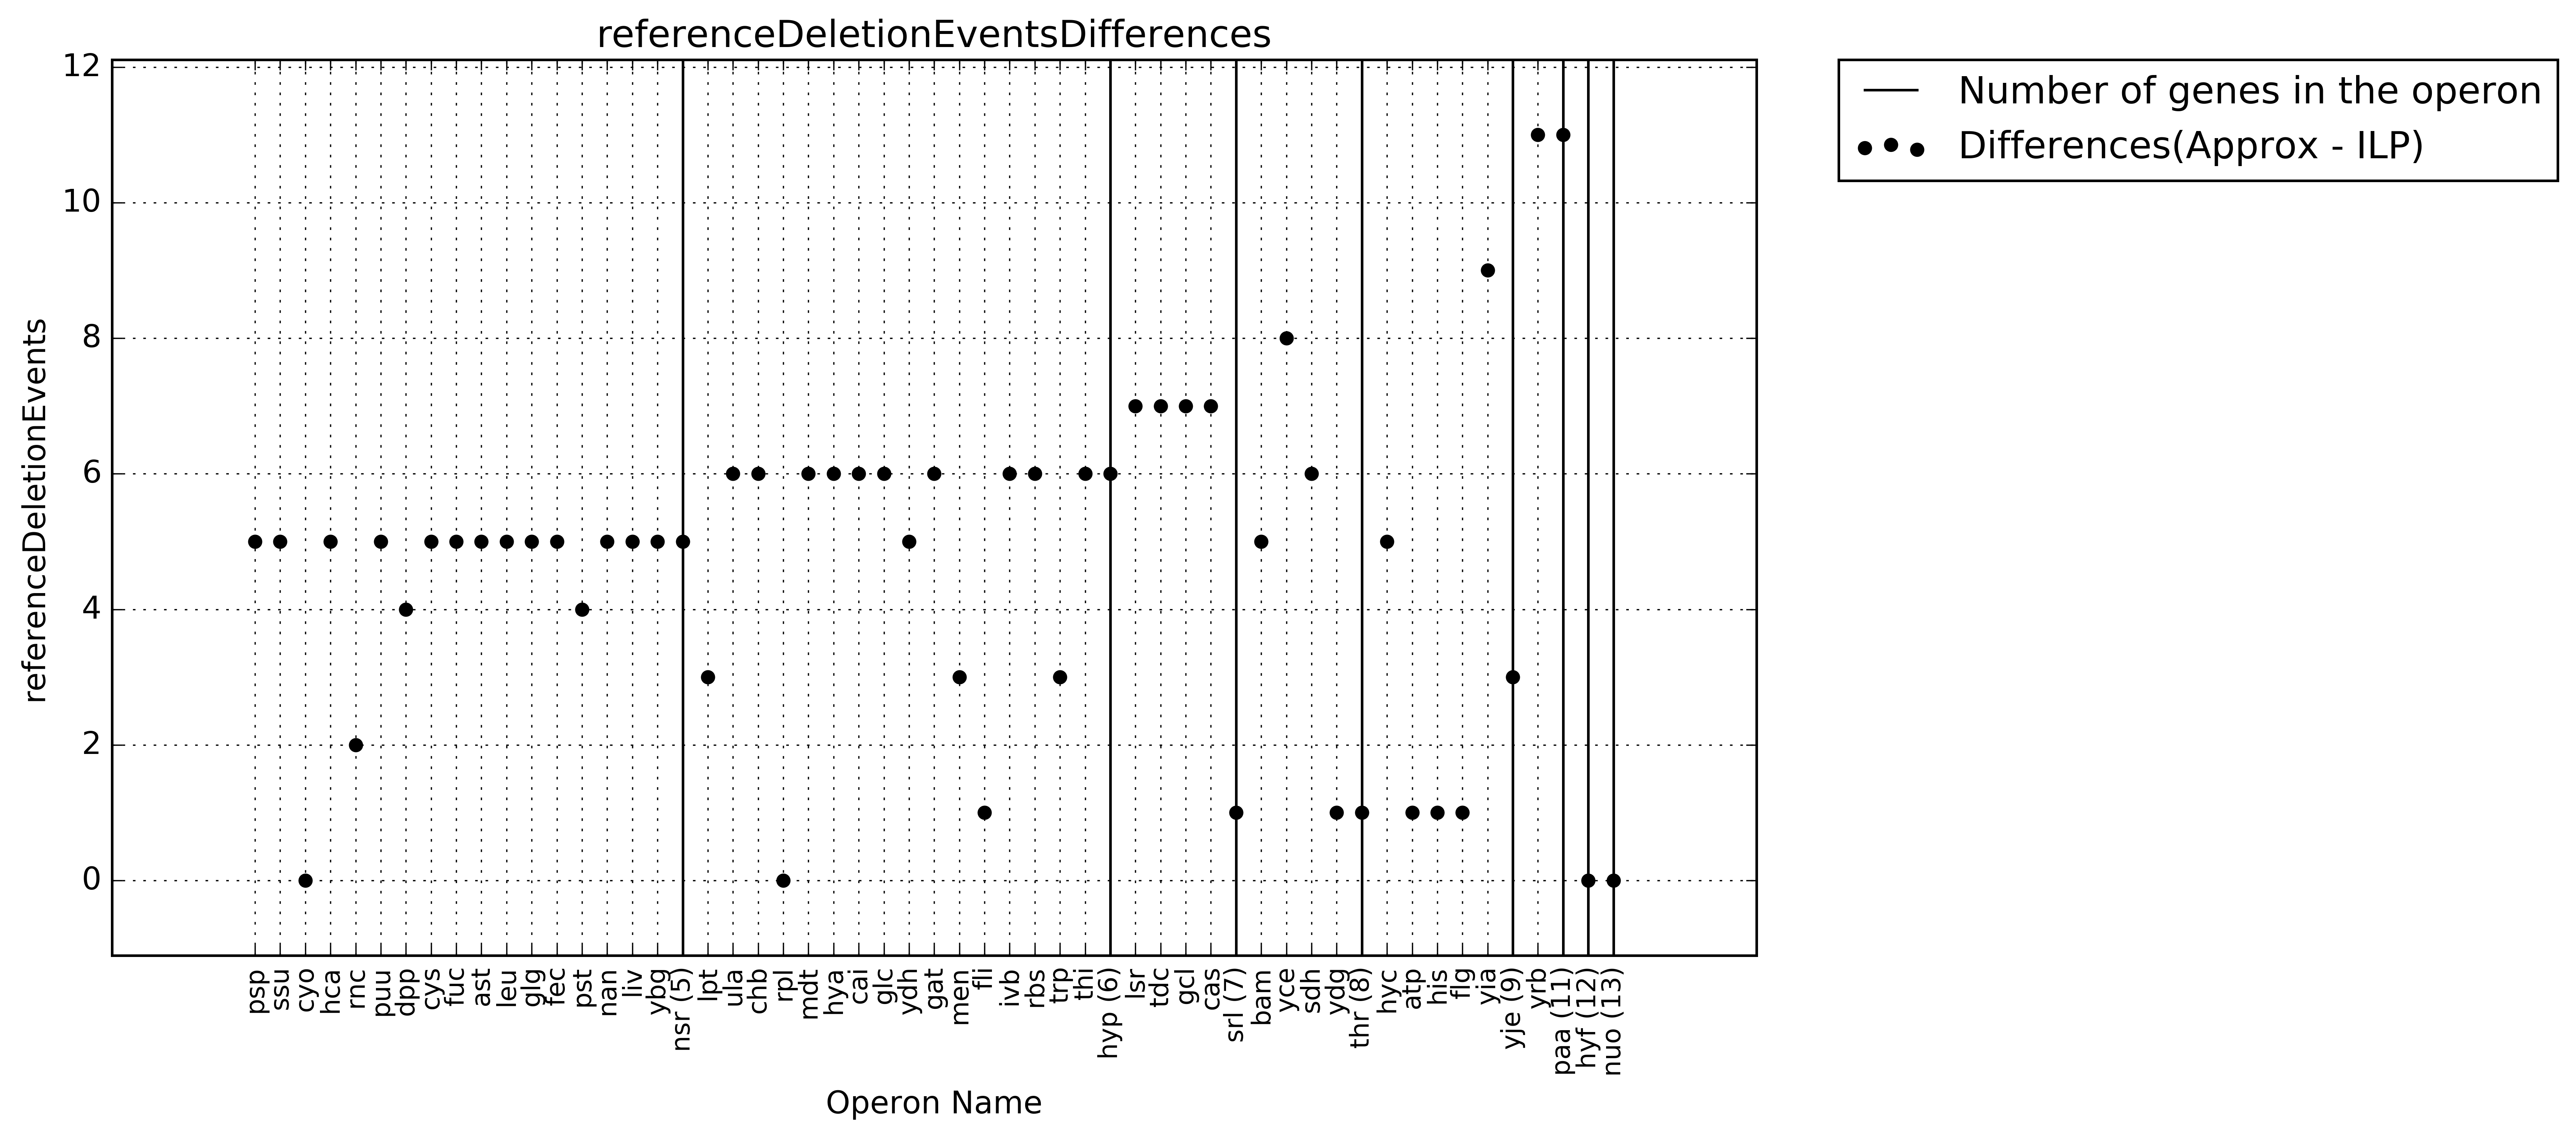 referenceDeletionEventsDifferences
12
10
8
6
4
2
0
referenceDeletionEvents
psp
ssu
cyo
hca
rnc
puu
dpp
cys
fuc
ast
leu
glg
fec
pst
nan
liv
ybg
nsr (5)
lpt
ula
chb
rpl
mdt
hya
cai
glc
ydh
gat
men
fli
ivb
rbs
trp
thi
hyp (6)
lsr
tdc
gcl
cas
srl (7)
bam
yce
sdh
ydg
thr (8)
hyc
atp
his
flg
yia
yje (9)
yrb
paa (11)
hyf (12)
nuo (13)
Operon Name
Number of genes in the operon
Differences(Approx - ILP)